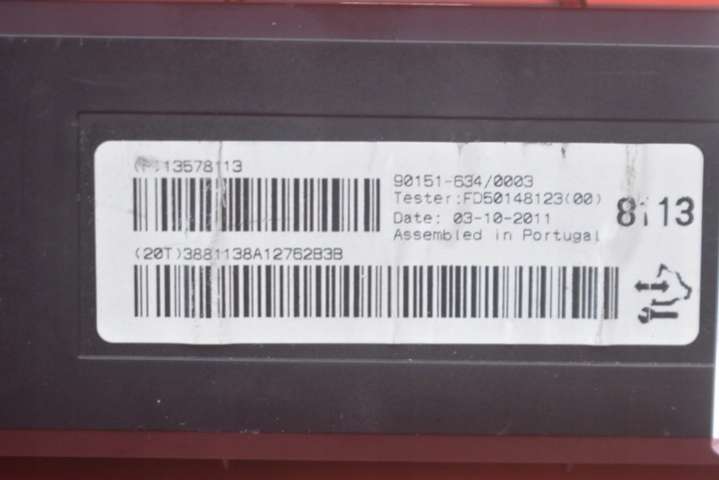 (P)13578113
90151-634/0003
Tester:FD50148123(00)
Date: 03-10-2011
Assembled in Portugal
8113
(20T)3881138A12762B3B